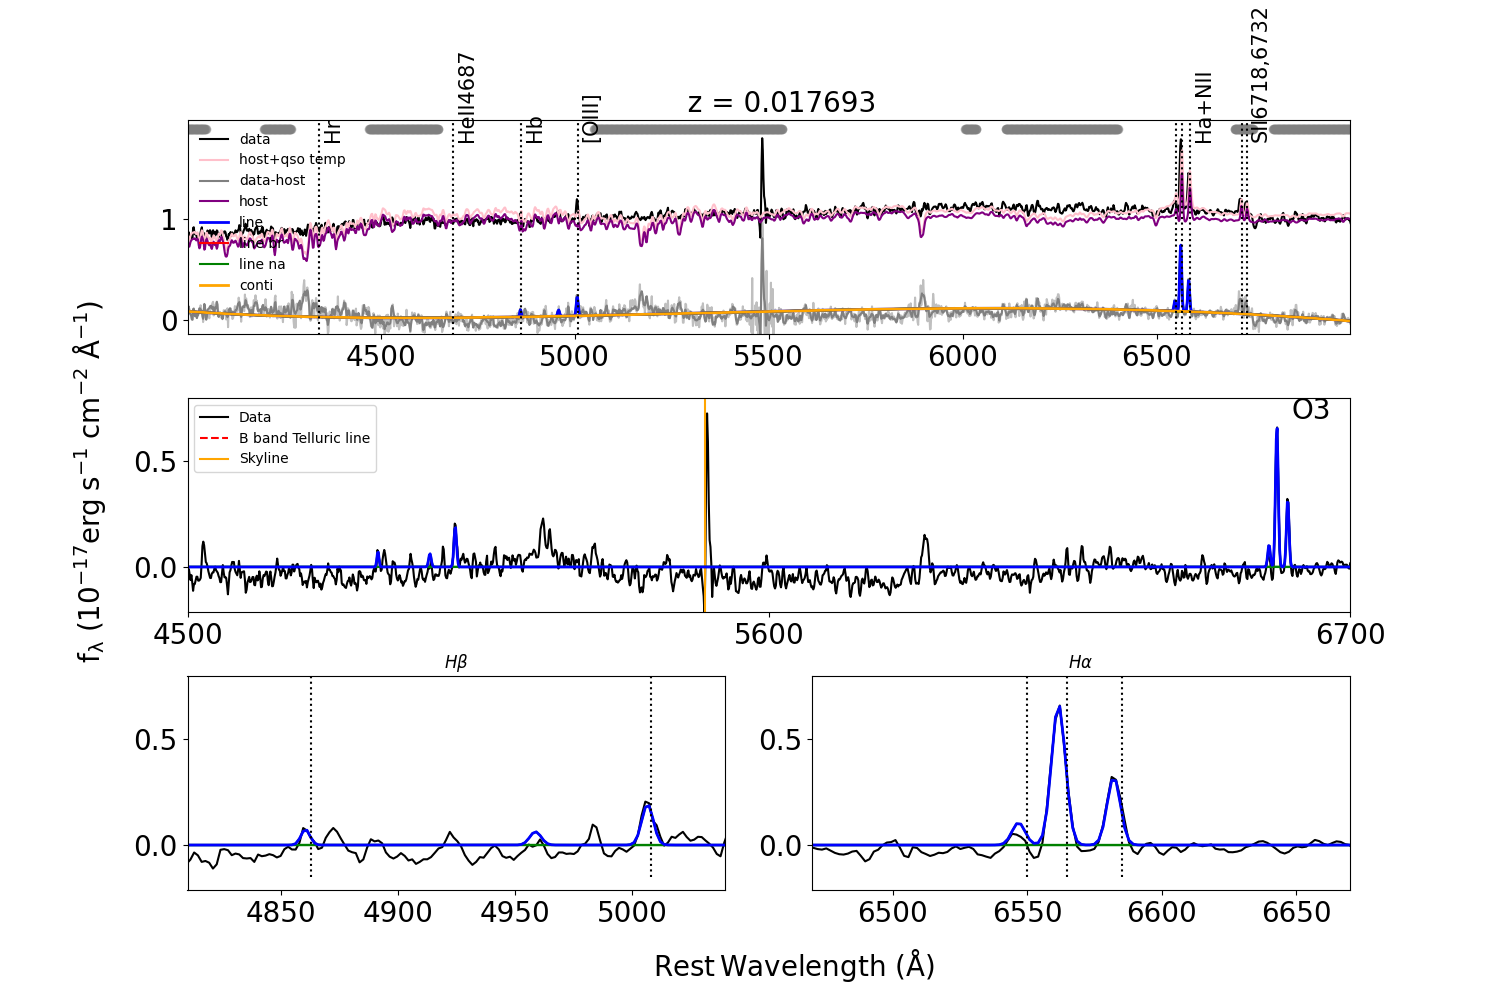 z = 0.017693
Hr
HeII4687
Hb
[OIII]
Ha+NII
SII6718,6732
data
host+qso temp
data-host
host
line
line br
line na
conti
1
0
4500
5000
5500
6000
6500
O3
Data
B band Telluric line
Skyline
0.5
0.0
4500
5600
6700
fλ (10⁻¹⁷erg s⁻¹ cm⁻² Å⁻¹)
Hβ
0.5
0.0
4850
4900
4950
5000
Hα
0.5
0.0
6500
6550
6600
6650
Rest Wavelength (Å)